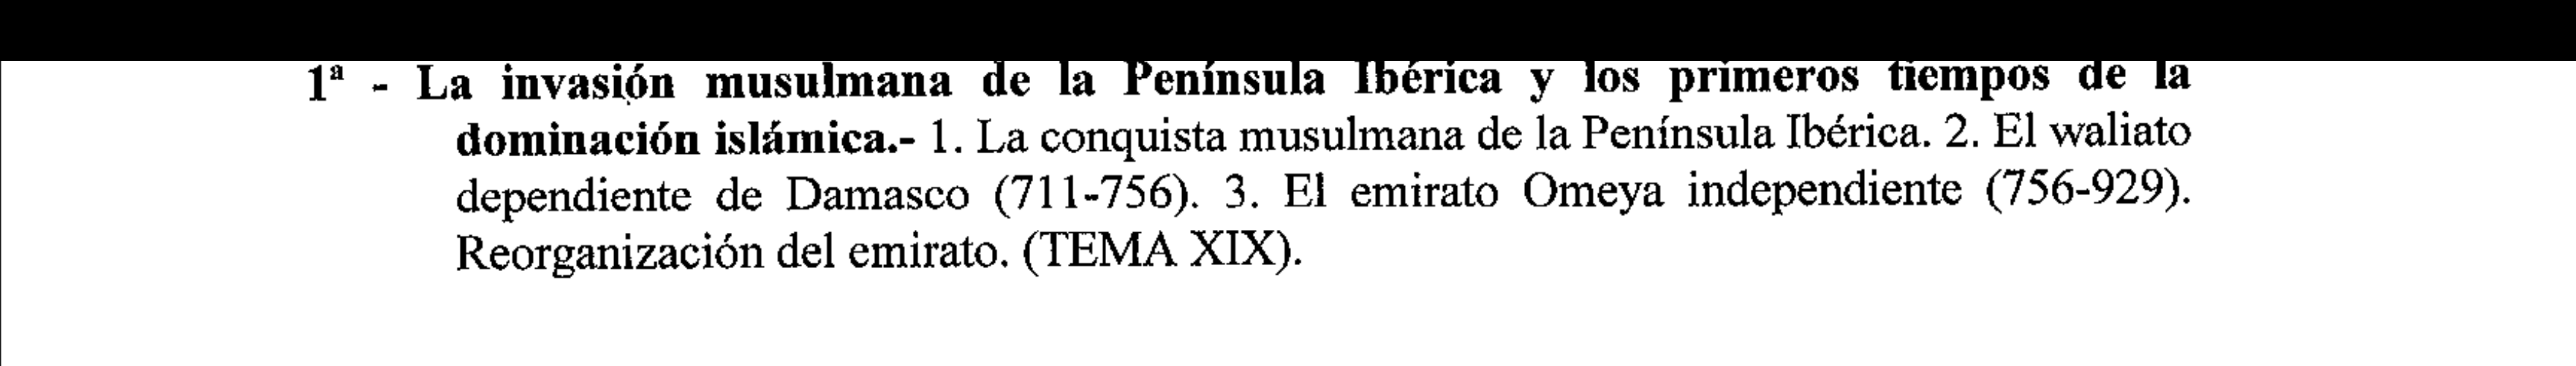 1ª - La invasión musulmana de la Península Ibérica y los primeros tiempos de la
dominación islámica.- 1. La conquista musulmana de la Península Ibérica. 2. El waliato
dependiente de Damasco (711-756). 3. El emirato Omeya independiente (756-929).
Reorganización del emirato. (TEMA XIX).